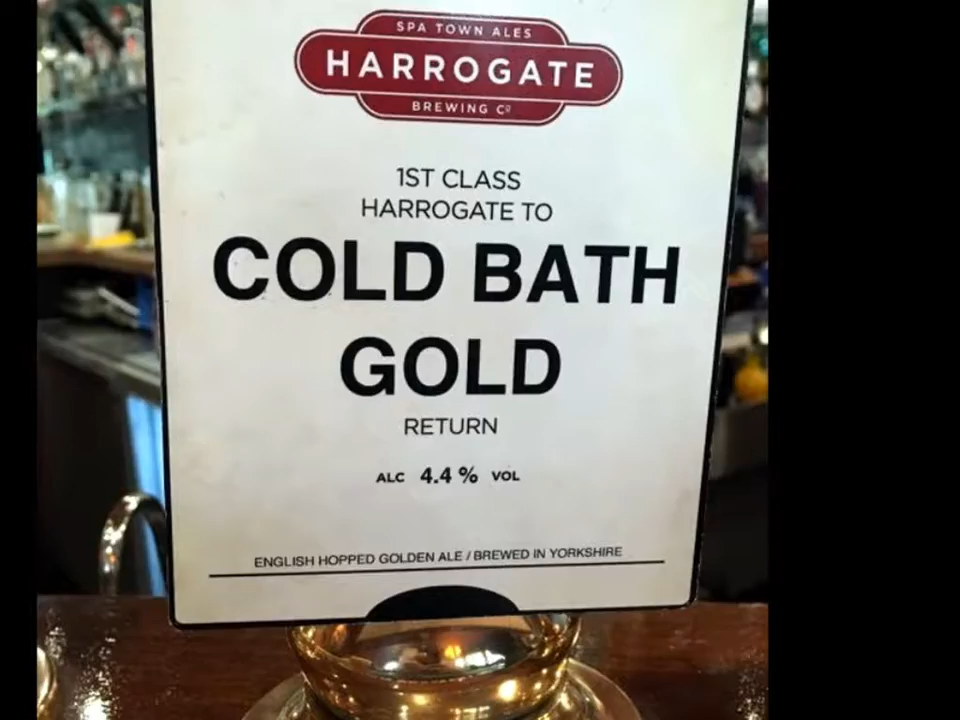 SPA TOWN ALES
HARROGATE
BREWING Co
1ST CLASS
HARROGATE TO
COLD BATH
GOLD
RETURN
ALC 4.4% VOL
ENGLISH HOPPED GOLDEN ALE / BREWED IN YORKSHIRE